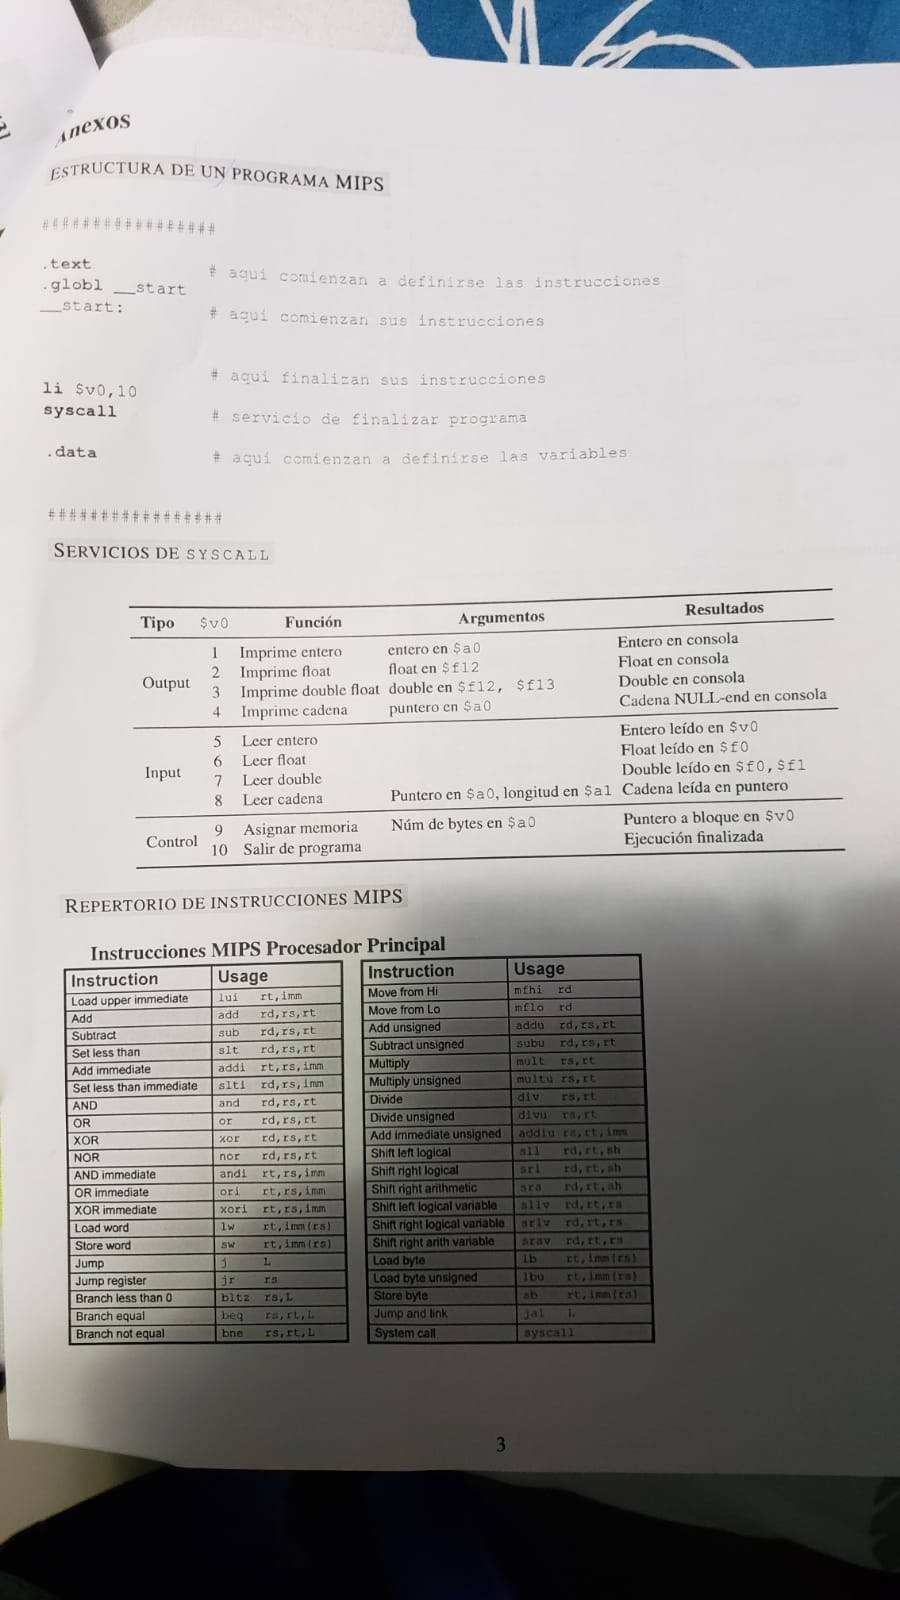 Anexos
ESTRUCTURA DE UN PROGRAMA MIPS
#################
.text # aqui comienzan a definirse las instrucciones
.globl __start
__start: # aqui comienzan sus instrucciones
# aqui finalizan sus instrucciones
li $v0,10
syscall # servicio de finalizar programa
.data # aqui comienzan a definirse las variables
#################
SERVICIOS DE SYSCALL
Tipo $v0 Función Argumentos Resultados
Output
1 Imprime entero entero en $a0 Entero en consola
2 Imprime float float en $f12 Float en consola
3 Imprime double float double en $f12, $f13 Double en consola
4 Imprime cadena puntero en $a0 Cadena NULL-end en consola
Input
5 Leer entero Entero leído en $v0
6 Leer float Float leído en $f0
7 Leer double Double leído en $f0, $f1
8 Leer cadena Puntero en $a0, longitud en $a1 Cadena leída en puntero
Control
9 Asignar memoria Núm de bytes en $a0 Puntero a bloque en $v0
10 Salir de programa Ejecución finalizada
REPERTORIO DE INSTRUCCIONES MIPS
Instrucciones MIPS Procesador Principal
Instruction Usage
Load upper immediate lui rt,imm
Add add rd,rs,rt
Subtract sub rd,rs,rt
Set less than slt rd,rs,rt
Add immediate addi rt,rs,imm
Set less than immediate slti rd,rs,imm
AND and rd,rs,rt
OR or rd,rs,rt
XOR xor rd,rs,rt
NOR nor rd,rs,rt
AND immediate andi rt,rs,imm
OR immediate ori rt,rs,imm
XOR immediate xori rt,rs,imm
Load word lw rt,imm(rs)
Store word sw rt,imm(rs)
Jump j L
Jump register jr rs
Branch less than 0 bltz rs,L
Branch equal beq rs,rt,L
Branch not equal bne rs,rt,L
Instruction Usage
Move from Hi mfhi rd
Move from Lo mflo rd
Add unsigned addu rd,rs,rt
Subtract unsigned subu rd,rs,rt
Multiply mult rs,rt
Multiply unsigned multu rs,rt
Divide div rs,rt
Divide unsigned divu rs,rt
Add immediate unsigned addiu rs,rt,imm
Shift left logical sll rd,rt,sh
Shift right logical srl rd,rt,sh
Shift right arithmetic sra rd,rt,sh
Shift left logical variable sllv rd,rt,rs
Shift right logical variable srlv rd,rt,rs
Shift right arith variable srav rd,rt,rs
Load byte lb rt,imm(rs)
Load byte unsigned lbu rt,imm(rs)
Store byte sb rt,imm(rs)
Jump and link jal L
System call syscall
3